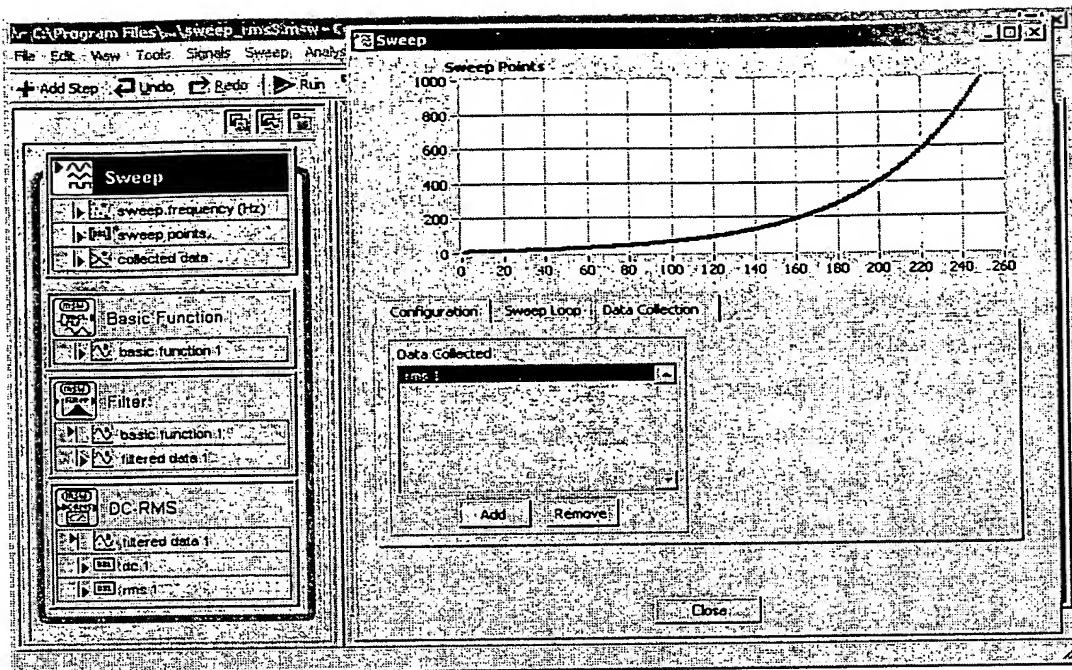 C:\Program Files\...\sweep_rms3.msw - C
File Edit View Tools Signals Sweep Analys
Add Step Undo Redo Run
Sweep
sweep frequency (Hz)
sweep points
collected data
Basic Function
basic function 1
Filter
basic function 1
filtered data 1
DC-RMS
filtered data 1
dc 1
rms 1
Sweep
Sweep Points
1000
800
600
400
200
0
0 20 40 60 80 100 120 140 160 180 200 220 240 260
Configuration Sweep Loop Data Collection
Data Collected
rms 1
Add Remove
Close